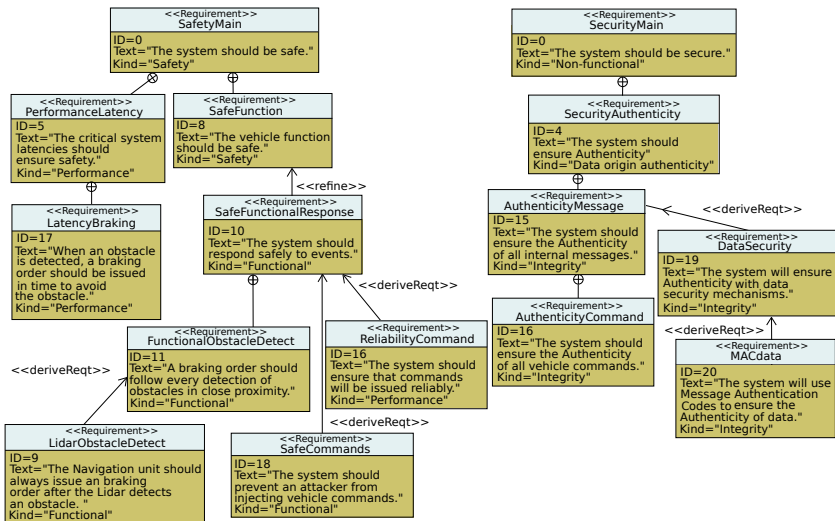 <<Requirement>>
SafetyMain
ID=0
Text="The system should be safe."
Kind="Safety"
<<Requirement>>
SecurityMain
ID=0
Text="The system should be secure."
Kind="Non-functional"
<<Requirement>>
PerformanceLatency
ID=5
Text="The critical system
latencies should
ensure safety."
Kind="Performance"
<<Requirement>>
SafeFunction
ID=8
Text="The vehicle function
should be safe."
Kind="Safety"
<<Requirement>>
SecurityAuthenticity
ID=4
Text="The system should
ensure Authenticity"
Kind="Data origin authenticity"
<<refine>>
<<Requirement>>
LatencyBraking
ID=17
Text="When an obstacle
is detected, a braking
order should be issued
in time to avoid
the obstacle."
Kind="Performance"
<<Requirement>>
SafeFunctionalResponse
ID=10
Text="The system should
respond safely to events."
Kind="Functional"
<<Requirement>>
AuthenticityMessage
ID=15
Text="The system should
ensure the Authenticity
of all internal messages."
Kind="Integrity"
<<deriveReqt>>
<<Requirement>>
DataSecurity
ID=19
Text="The system will ensure
Authenticity with data
security mechanisms."
Kind="Integrity"
<<deriveReqt>>
<<Requirement>>
FunctionalObstacleDetect
ID=11
Text="A braking order should
follow every detection of
obstacles in close proximity."
Kind="Functional"
<<Requirement>>
ReliabilityCommand
ID=16
Text="The system should
ensure that commands
will be issued reliably."
Kind="Performance"
<<Requirement>>
AuthenticityCommand
ID=16
Text="The system should
ensure the Authenticity
of all vehicle commands."
Kind="Integrity"
<<deriveReqt>>
<<Requirement>>
MACdata
ID=20
Text="The system will use
Message Authentication
Codes to ensure the
Authenticity of data."
Kind="Integrity"
<<deriveReqt>>
<<deriveReqt>>
<<Requirement>>
LidarObstacleDetect
ID=9
Text="The Navigation unit should
always issue an braking
order after the Lidar detects
an obstacle. "
Kind="Functional"
<<Requirement>>
SafeCommands
ID=18
Text="The system should
prevent an attacker from
injecting vehicle commands."
Kind="Functional"